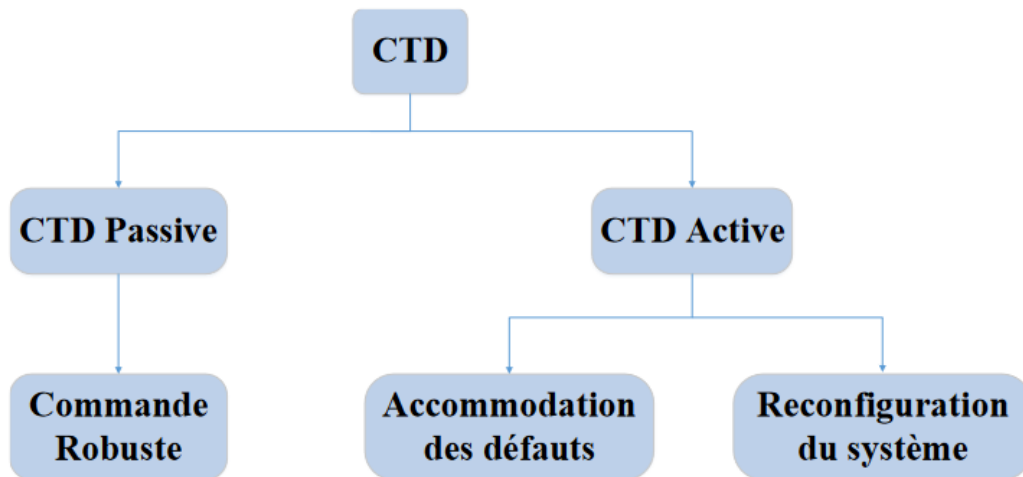 CTD
CTD Passive
CTD Active
Commande
Robuste
Accommodation
des défauts
Reconfiguration
du système